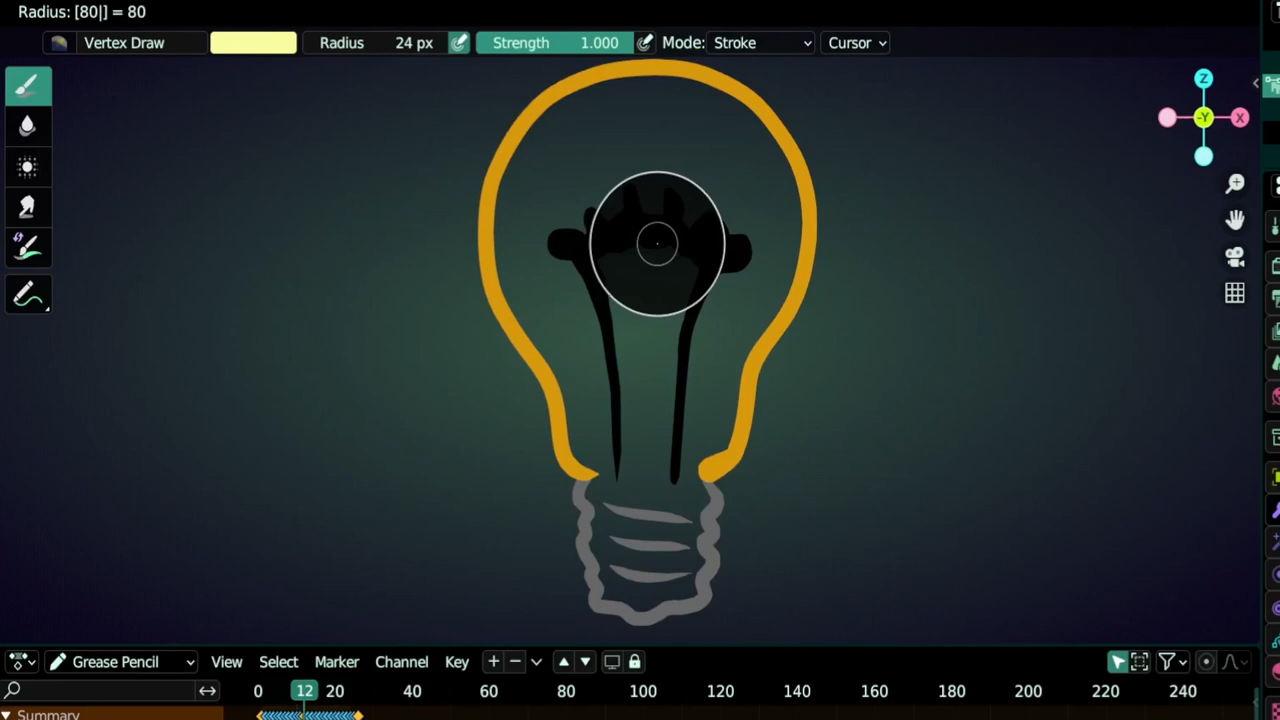 Radius: [80|] = 80
Vertex Draw Radius 24 px Strength 1.000 Mode: Stroke Cursor
Z
-Y X
Grease Pencil View Select Marker Channel Key
0 12 20 40 60 80 100 120 140 160 180 200 220 240
Summary